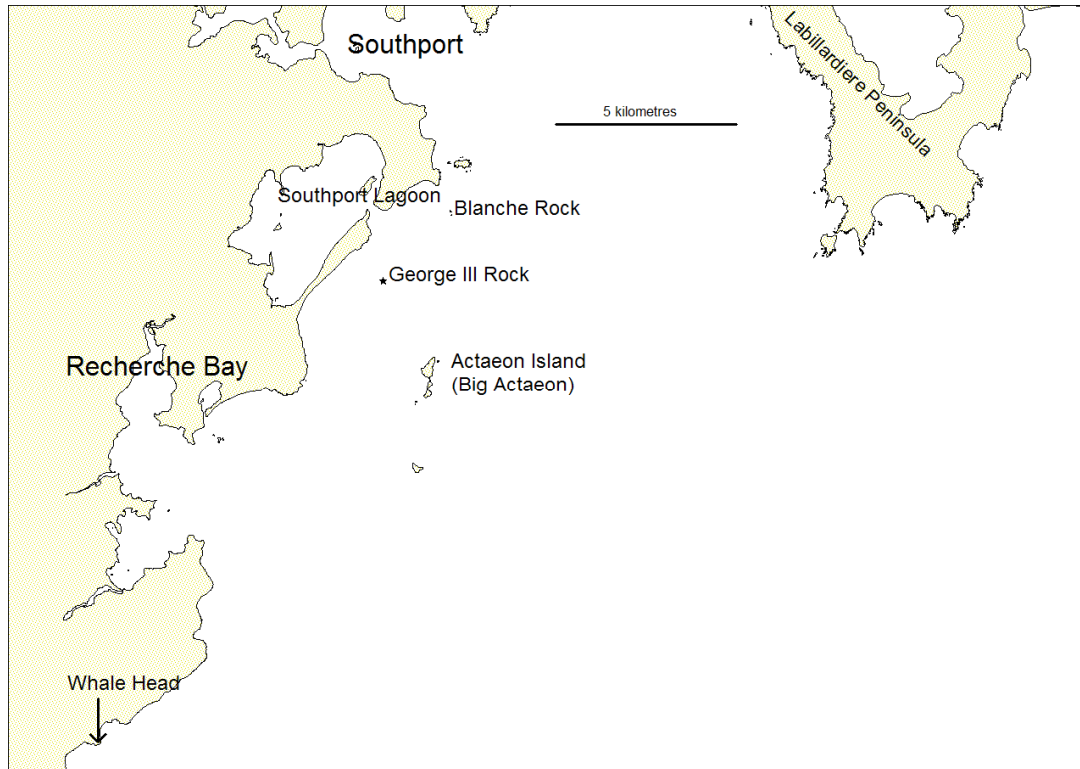 Southport
Labillardiere Peninsula
5 kilometres
Southport Lagoon
Blanche Rock
George III Rock
Recherche Bay
Actaeon Island
(Big Actaeon)
Whale Head